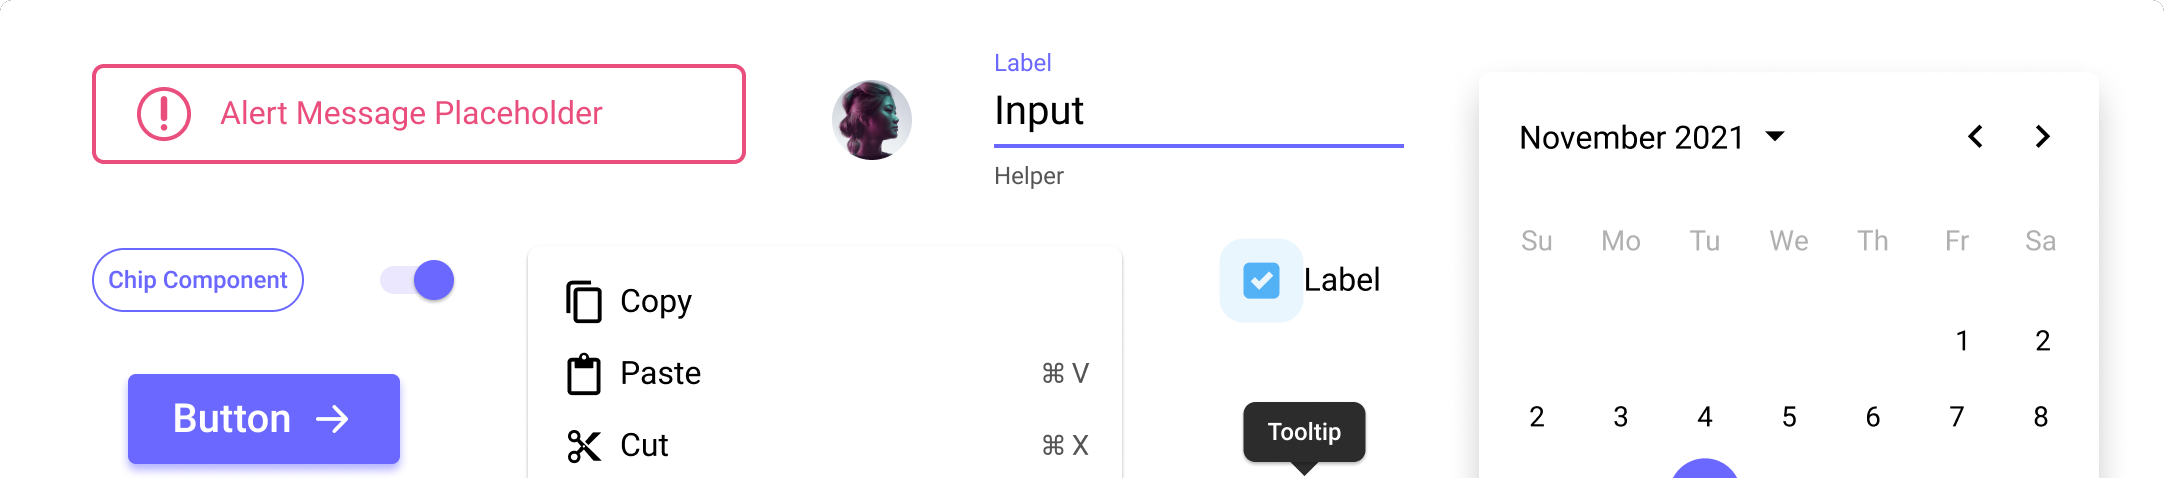 Alert Message Placeholder
Label
Input
Helper
Chip Component
Button
Copy
Paste ⌘ V
Cut ⌘ X
Label
Tooltip
November 2021
Su Mo Tu We Th Fr Sa
1 2
2 3 4 5 6 7 8